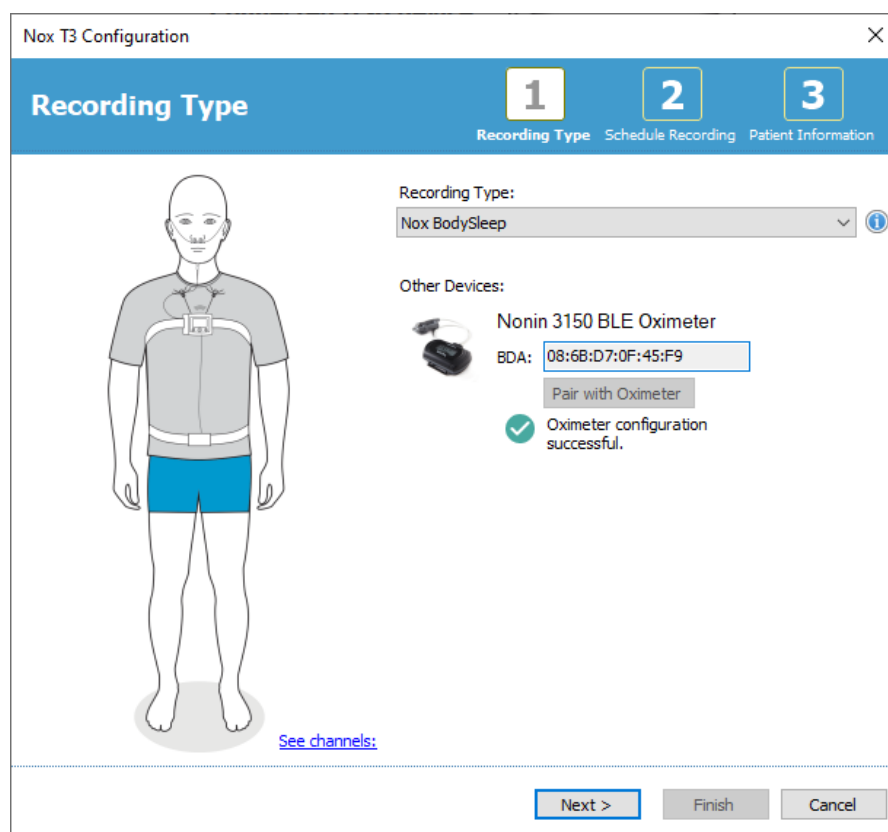 Nox T3 Configuration
Recording Type
1
Recording Type
2
Schedule Recording
3
Patient Information
Recording Type:
Nox BodySleep
Other Devices:
Nonin 3150 BLE Oximeter
BDA: 08:6B:D7:0F:45:F9
Pair with Oximeter
Oximeter configuration
successful.
See channels:
Next >
Finish
Cancel